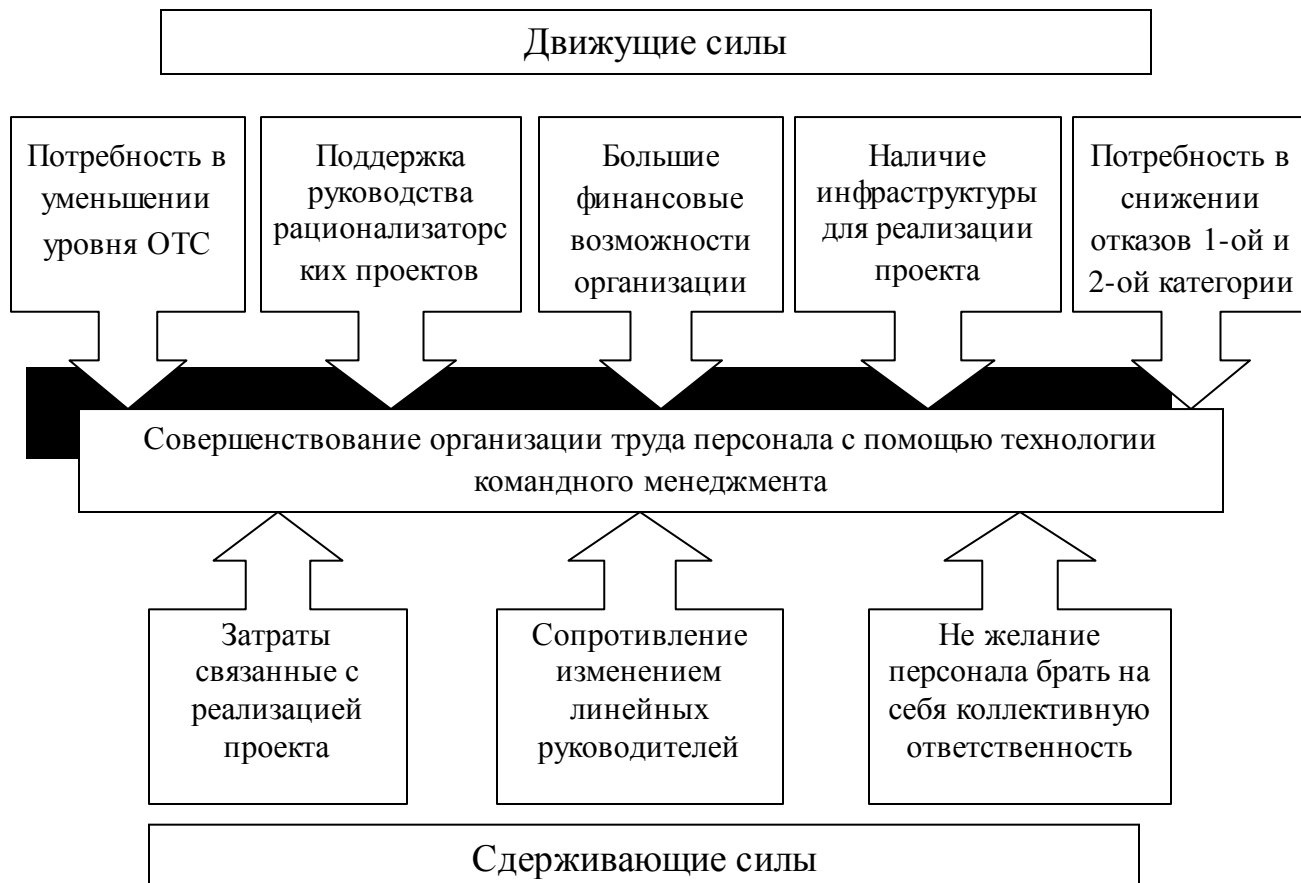 Движущие силы
Потребность в
уменьшении
уровня ОТС
Поддержка
руководства
рационализаторс
ких проектов
Большие
финансовые
возможности
организации
Наличие
инфраструктуры
для реализации
проекта
Потребность в
снижении
отказов 1-ой и
2-ой категории
Совершенствование организации труда персонала с помощью технологии
командного менеджмента
Затраты
связанные с
реализацией
проекта
Сопротивление
изменением
линейных
руководителей
Не желание
персонала брать на
себя коллективную
ответственность
Сдерживающие силы